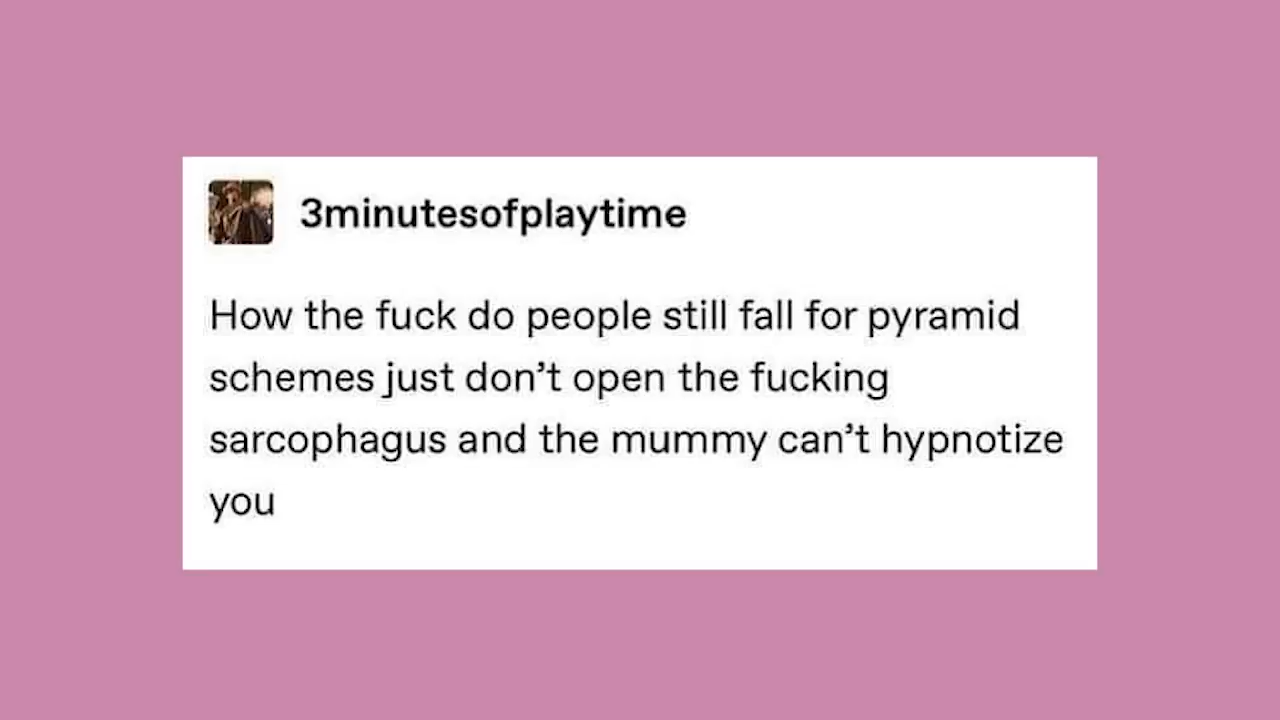 3minutesofplaytime
How the fuck do people still fall for pyramid
schemes just don’t open the fucking
sarcophagus and the mummy can’t hypnotize
you